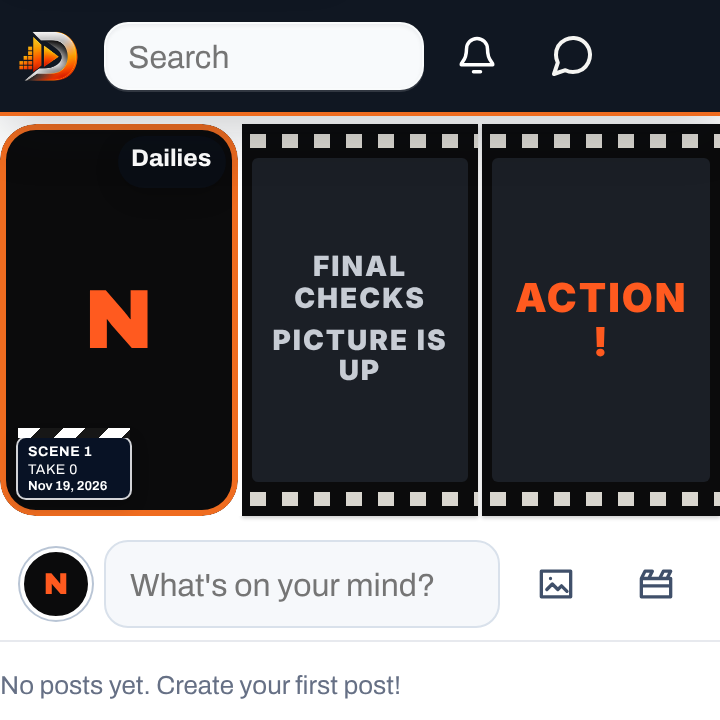 Search
Dailies
N
SCENE 1
TAKE 0
Nov 19, 2026
FINAL
CHECKS
PICTURE IS
UP
ACTION
!
N
What's on your mind?
No posts yet. Create your first post!